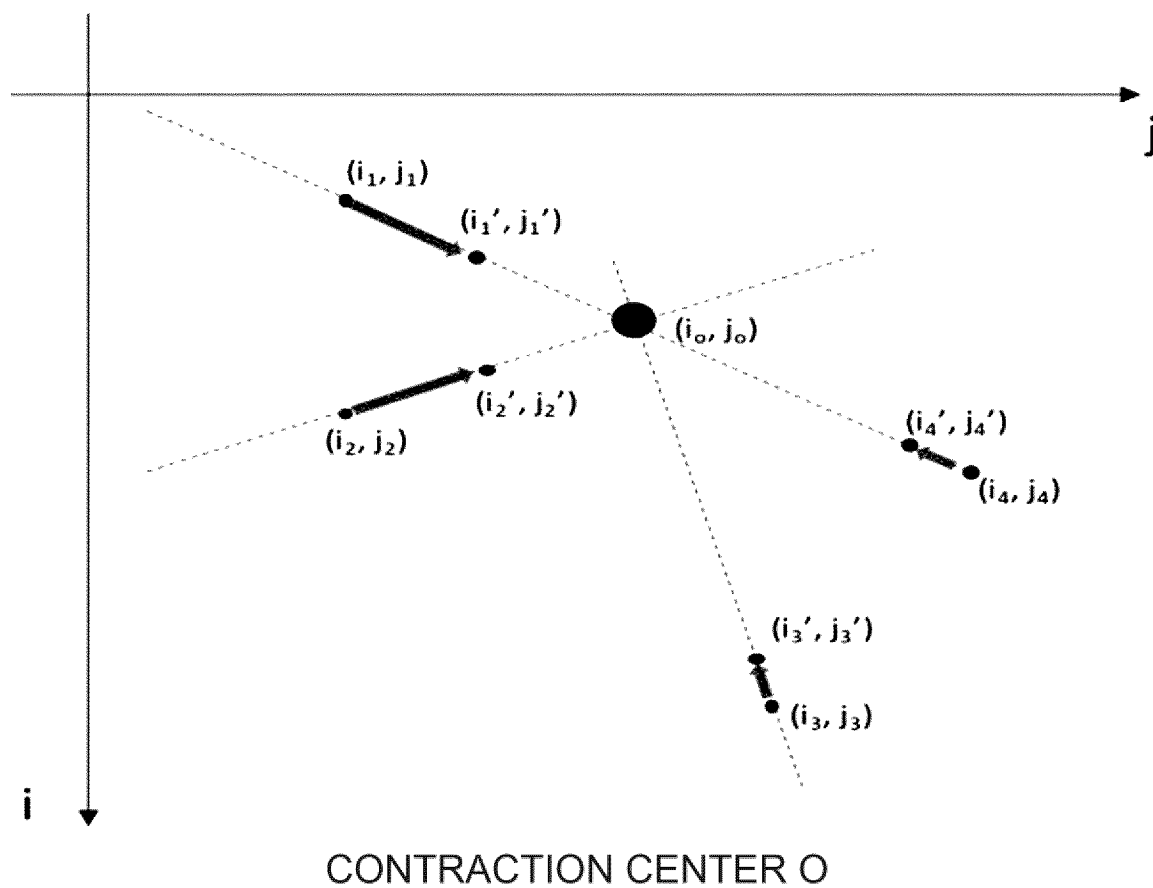 j
(i₁, j₁)
(i₁’, j₁’)
(iₒ, jₒ)
(i₂’, j₂’)
(i₂, j₂)
(i₄’, j₄’)
(i₄, j₄)
(i₃’, j₃’)
(i₃, j₃)
i
CONTRACTION CENTER O